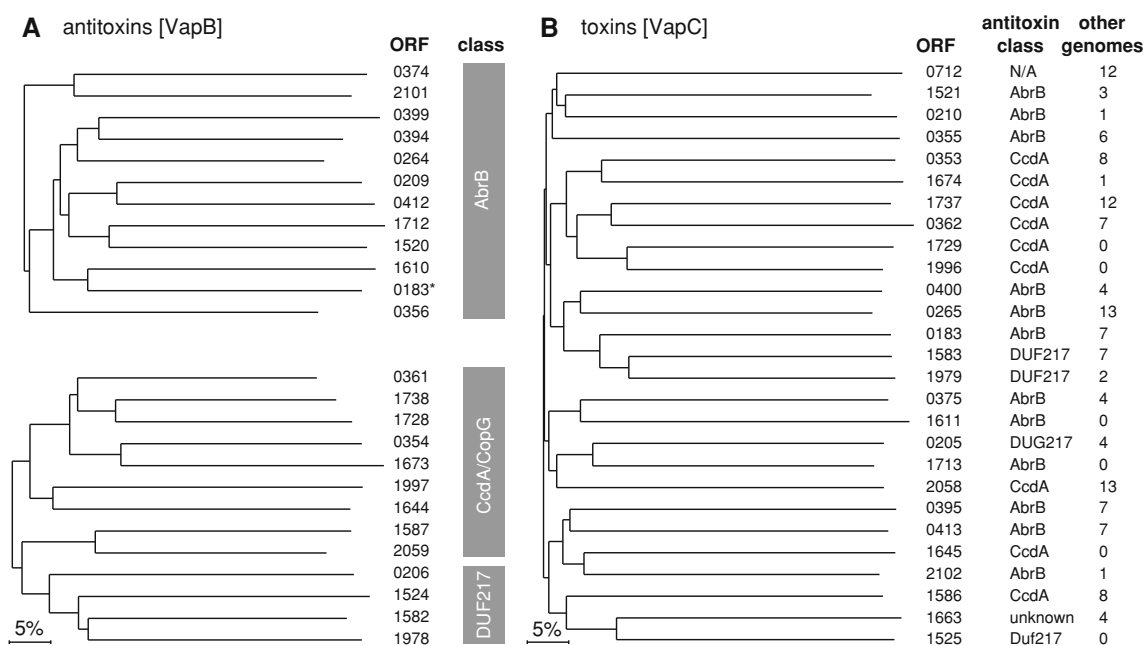 A antitoxins [VapB]
ORF class
0374
2101
0399
0394
0264
0209
0412
1712
1520
1610
0183*
0356
AbrB
0361
1738
1728
0354
1673
1997
1644
1587
2059
CcdA/CopG
0206
1524
1582
1978
DUF217
5%
B toxins [VapC]
ORF antitoxin class other genomes
0712 N/A 12
1521 AbrB 3
0210 AbrB 1
0355 AbrB 6
0353 CcdA 8
1674 CcdA 1
1737 CcdA 12
0362 CcdA 7
1729 CcdA 0
1996 CcdA 0
0400 AbrB 4
0265 AbrB 13
0183 AbrB 7
1583 DUF217 7
1979 DUF217 2
0375 AbrB 4
1611 AbrB 0
0205 DUG217 4
1713 AbrB 0
2058 CcdA 13
0395 AbrB 7
0413 AbrB 7
1645 CcdA 0
2102 AbrB 1
1586 CcdA 8
1663 unknown 4
1525 Duf217 0
5%